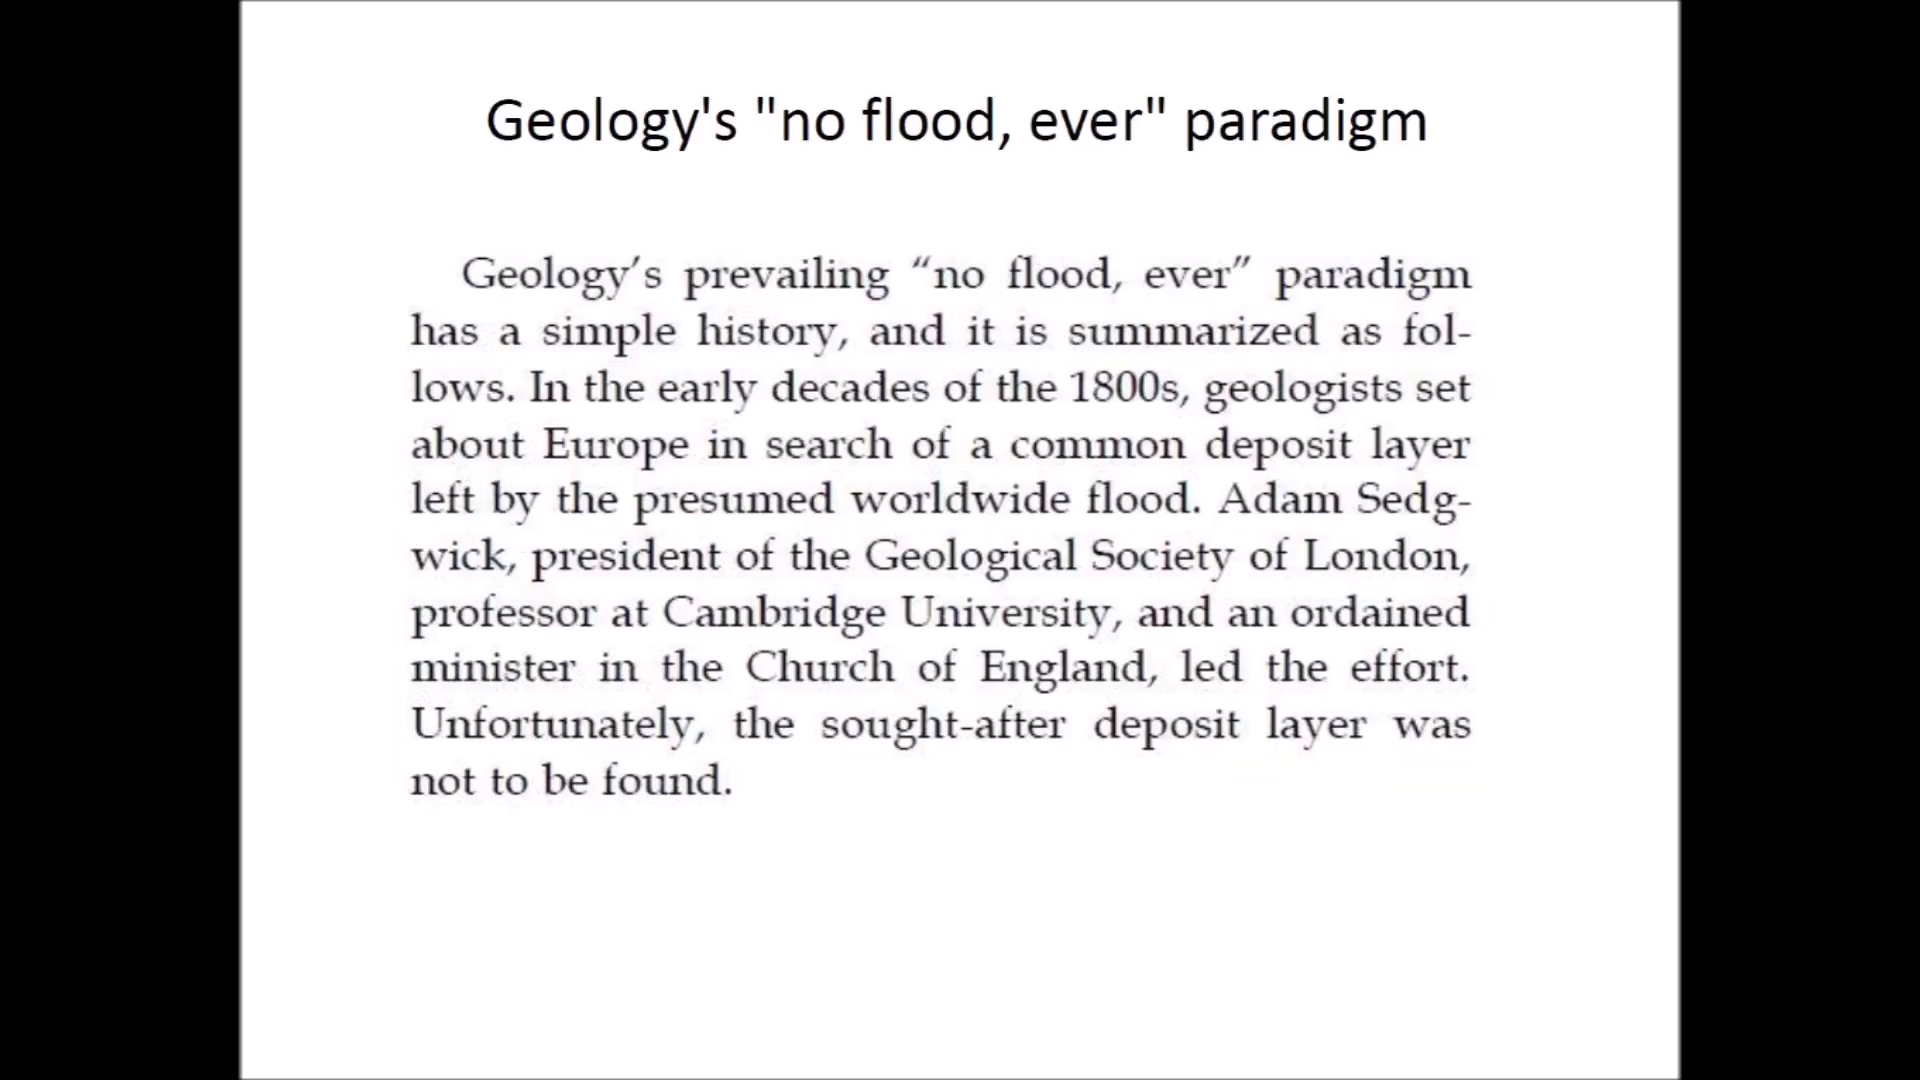 Geology's "no flood, ever" paradigm
Geology’s prevailing “no flood, ever” paradigm
has a simple history, and it is summarized as fol-
lows. In the early decades of the 1800s, geologists set
about Europe in search of a common deposit layer
left by the presumed worldwide flood. Adam Sedg-
wick, president of the Geological Society of London,
professor at Cambridge University, and an ordained
minister in the Church of England, led the effort.
Unfortunately, the sought-after deposit layer was
not to be found.